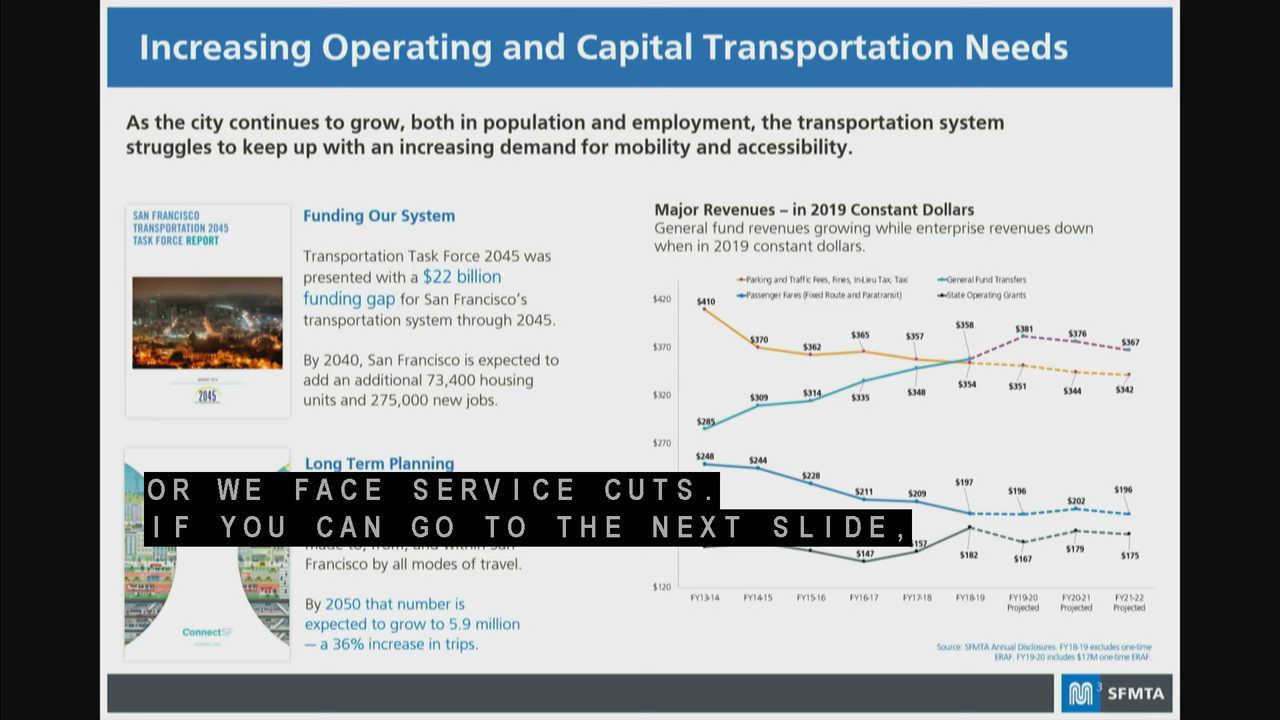 Increasing Operating and Capital Transportation Needs
As the city continues to grow, both in population and employment, the transportation system
struggles to keep up with an increasing demand for mobility and accessibility.
SAN FRANCISCO
TRANSPORTATION 2045
TASK FORCE REPORT
2045
Funding Our System
Transportation Task Force 2045 was
presented with a $22 billion
funding gap for San Francisco's
transportation system through 2045.
By 2040, San Francisco is expected to
add an additional 73,400 housing
units and 275,000 new jobs.
Long Term Planning
OR WE FACE SERVICE CUTS.
IF YOU CAN GO TO THE NEXT SLIDE,
Francisco by all modes of travel.
By 2050 that number is
expected to grow to 5.9 million
— a 36% increase in trips.
ConnectSF
Major Revenues – in 2019 Constant Dollars
General fund revenues growing while enterprise revenues down
when in 2019 constant dollars.
Parking and Traffic Fees, Fines, In-Lieu Tax, Taxi
General Fund Transfers
Passenger Fares (Fixed Route and Paratransit)
State Operating Grants
$420
$370
$320
$270
$120
$410 $370 $362 $365 $357 $354 $351 $344 $342
$285 $309 $314 $335 $348 $358 $381 $376 $367
$248 $244 $228 $211 $209 $197 $196 $202 $196
$147 $157 $182 $167 $179 $175
FY13-14 FY14-15 FY15-16 FY16-17 FY17-18 FY18-19 FY19-20 FY20-21 FY21-22
Projected Projected Projected
Source: SFMTA Annual Disclosures. FY18-19 excludes one-time
ERAF. FY19-20 includes $17M one-time ERAF.
3
SFMTA